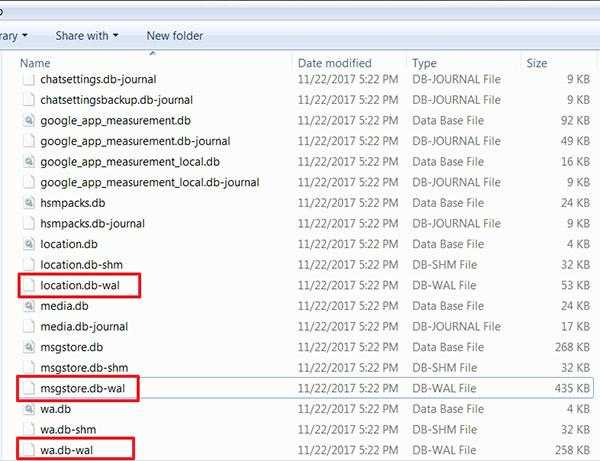 Share with New folder
Name Date modified Type Size
chatsettings.db-journal 11/22/2017 5:22 PM DB-JOURNAL File 9 KB
chatsettingsbackup.db-journal 11/22/2017 5:22 PM DB-JOURNAL File 9 KB
google_app_measurement.db 11/22/2017 5:22 PM Data Base File 92 KB
google_app_measurement.db-journal 11/22/2017 5:22 PM DB-JOURNAL File 49 KB
google_app_measurement_local.db 11/22/2017 5:22 PM Data Base File 16 KB
google_app_measurement_local.db-journal 11/22/2017 5:22 PM DB-JOURNAL File 9 KB
hsmpacks.db 11/22/2017 5:22 PM Data Base File 24 KB
hsmpacks.db-journal 11/22/2017 5:22 PM DB-JOURNAL File 9 KB
location.db 11/22/2017 5:22 PM Data Base File 4 KB
location.db-shm 11/22/2017 5:22 PM DB-SHM File 32 KB
location.db-wal 11/22/2017 5:22 PM DB-WAL File 53 KB
media.db 11/22/2017 5:22 PM Data Base File 24 KB
media.db-journal 11/22/2017 5:22 PM DB-JOURNAL File 17 KB
msgstore.db 11/22/2017 5:22 PM Data Base File 268 KB
msgstore.db-shm 11/22/2017 5:22 PM DB-SHM File 32 KB
msgstore.db-wal 11/22/2017 5:22 PM DB-WAL File 435 KB
wa.db 11/22/2017 5:22 PM Data Base File 4 KB
wa.db-shm 11/22/2017 5:22 PM DB-SHM File 32 KB
wa.db-wal 11/22/2017 5:22 PM DB-WAL File 258 KB